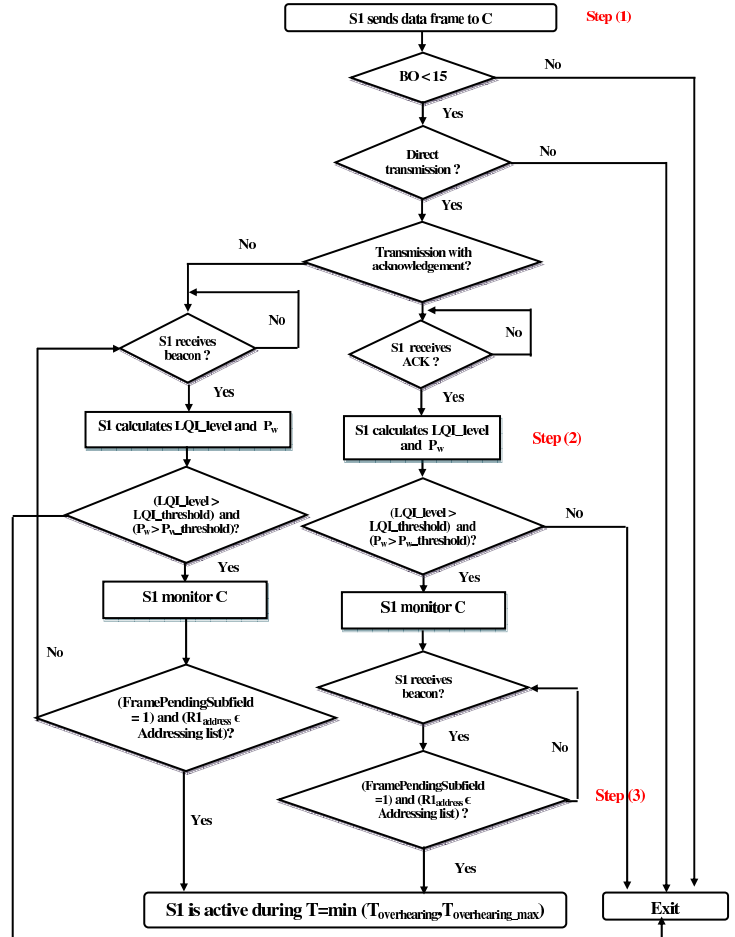 S1 sends data frame to C
Step (1)
BO < 15
No
Yes
Direct
transmission ?
No
Yes
Transmission with
acknowledgement?
No
No
No
S1 receives
beacon ?
S1 receives
ACK ?
Yes
Yes
S1 calculates LQI_level and Pw
S1 calculates LQI_level
and Pw
Step (2)
(LQI_level >
LQI_threshold) and
(Pw > Pw_threshold)?
(LQI_level >
LQI_threshold) and
(Pw > Pw_threshold)?
No
Yes
Yes
S1 monitor C
S1 monitor C
No
S1 receives
beacon?
(FramePendingSubfield
= 1) and (R1address ϵ
Addressing list)?
Yes
No
(FramePendingSubfield
=1) and (R1address ϵ
Addressing list) ?
Step (3)
Yes
Yes
S1 is active during T=min (Toverhearing,Toverhearing_max)
Exit